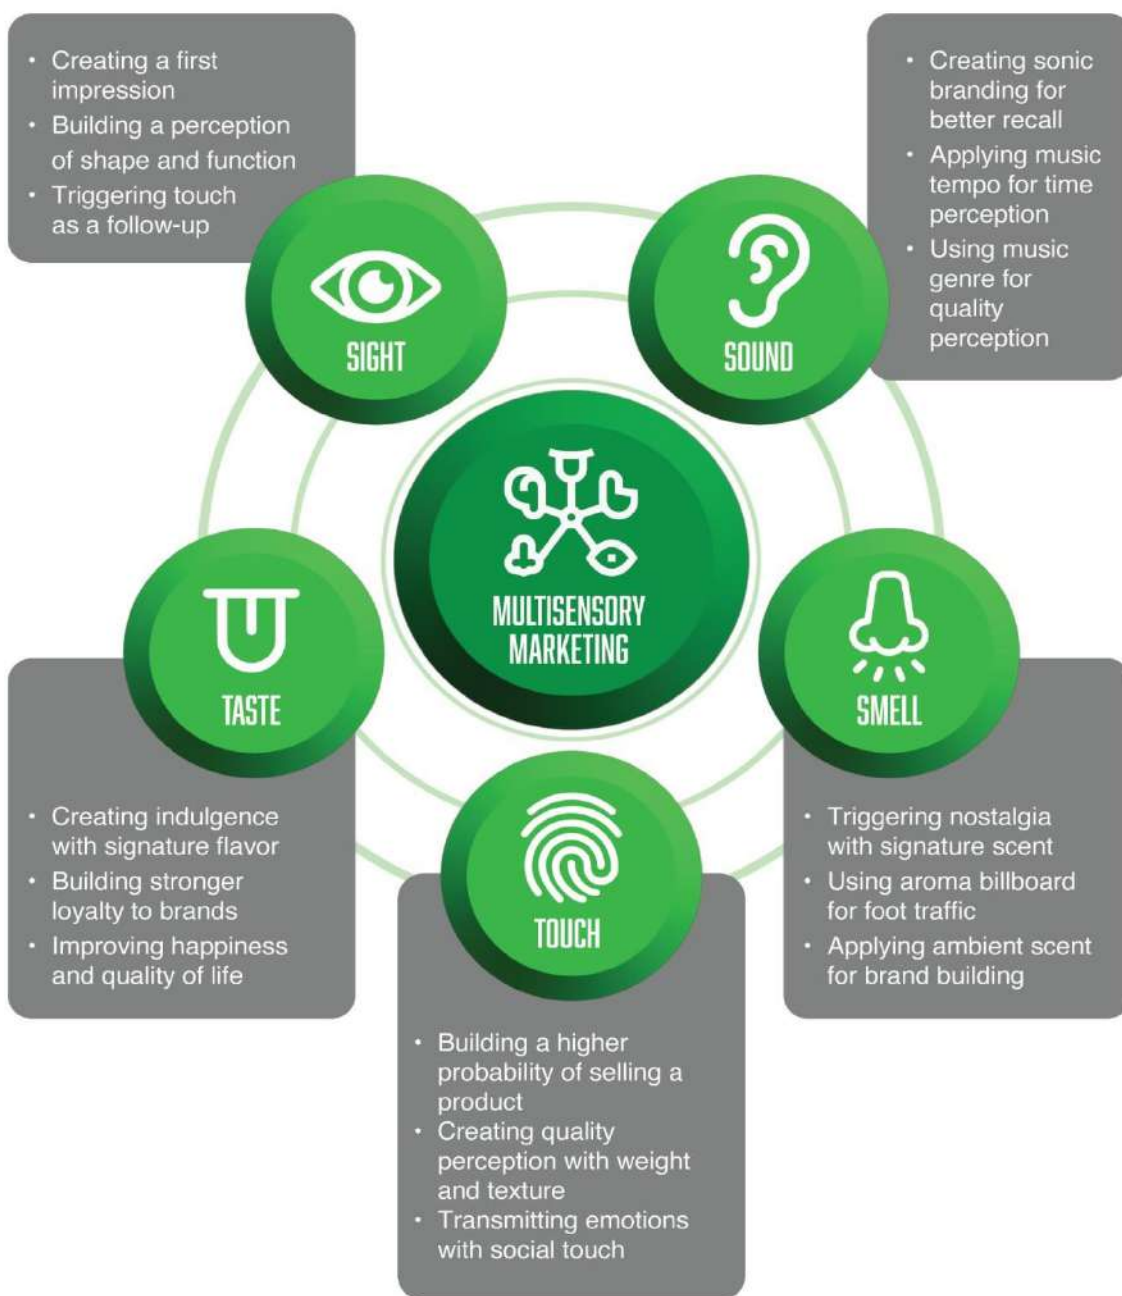 • Creating a first
impression
• Building a perception
of shape and function
• Triggering touch
as a follow-up
SIGHT
• Creating sonic
branding for
better recall
• Applying music
tempo for time
perception
• Using music
genre for
quality
perception
SOUND
MULTISENSORY
MARKETING
TASTE
• Creating indulgence
with signature flavor
• Building stronger
loyalty to brands
• Improving happiness
and quality of life
SMELL
• Triggering nostalgia
with signature scent
• Using aroma billboard
for foot traffic
• Applying ambient scent
for brand building
TOUCH
• Building a higher
probability of selling a
product
• Creating quality
perception with weight
and texture
• Transmitting emotions
with social touch